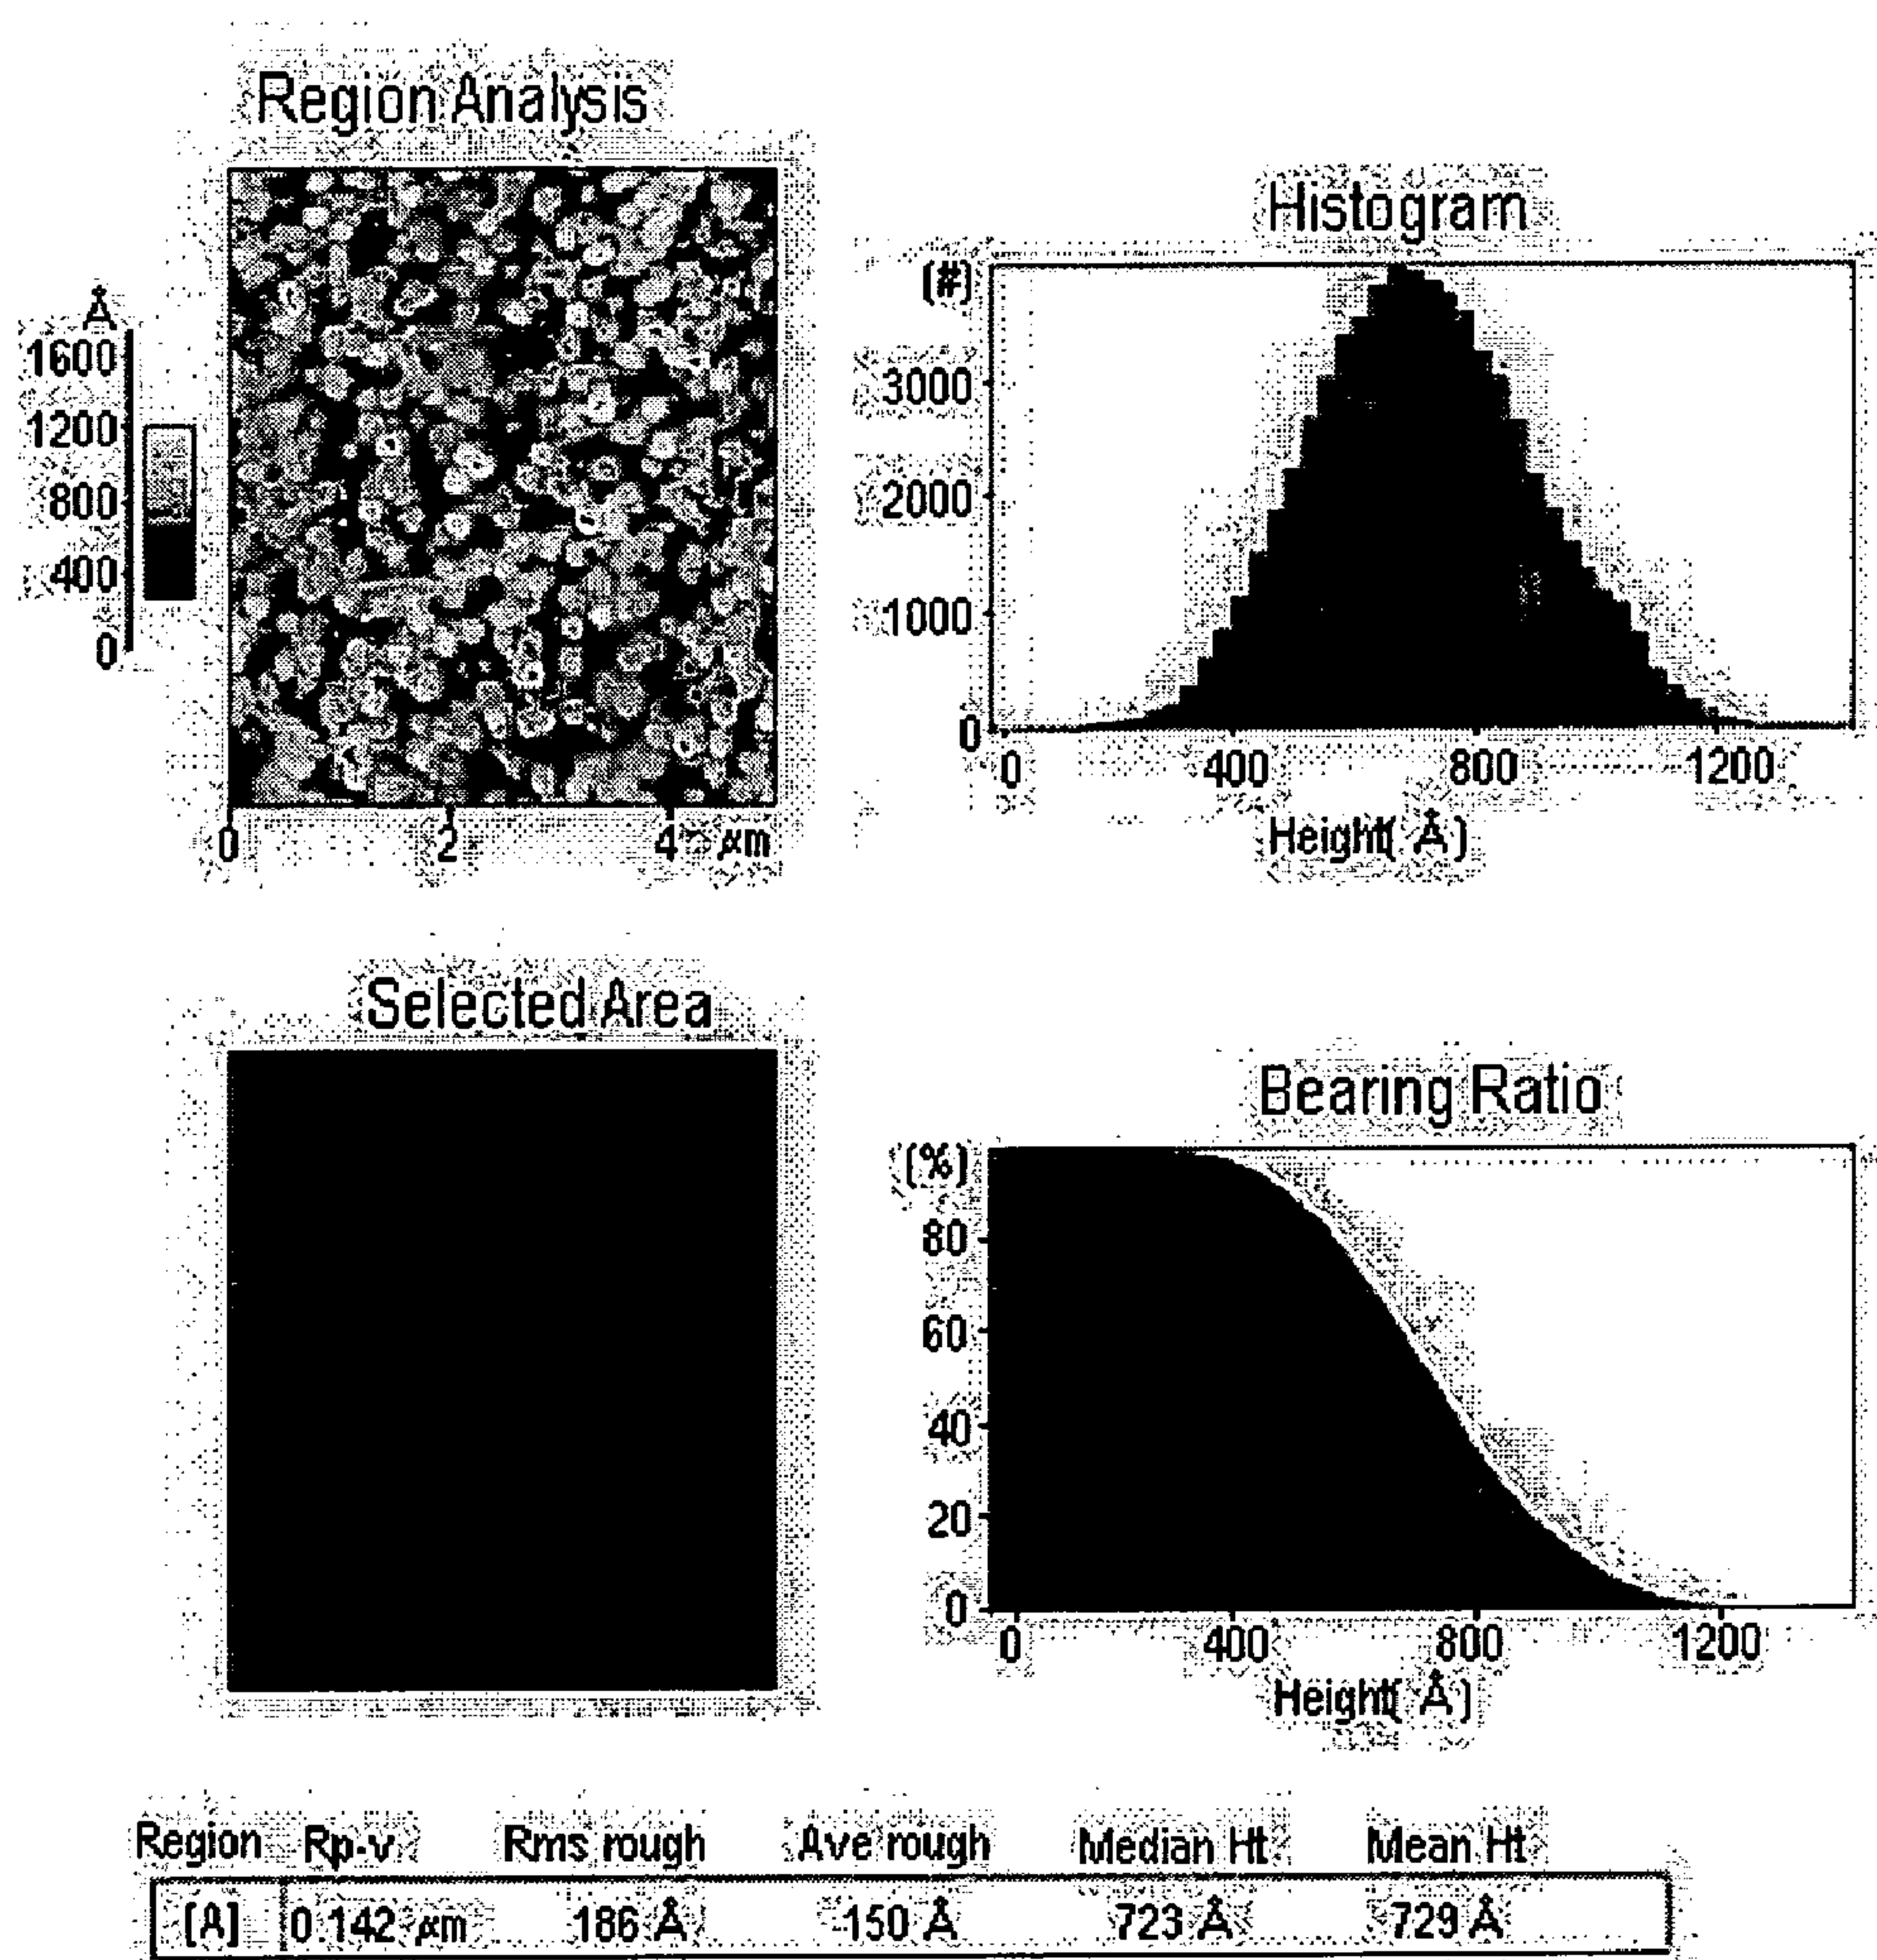 Region Analysis
Å
1600
1200
800
400
0
0 2 4 µm
Histogram
(#)
3000
2000
1000
0
0 400 800 1200
Height( Å)
Selected Area
Bearing Ratio
(%)
80
60
40
20
0
0 400 800 1200
Height( Å)
Region Rp-v Rms rough Ave rough Median Ht Mean Ht
[A] 0.142 µm 186 Å 150 Å 723 Å 729 Å